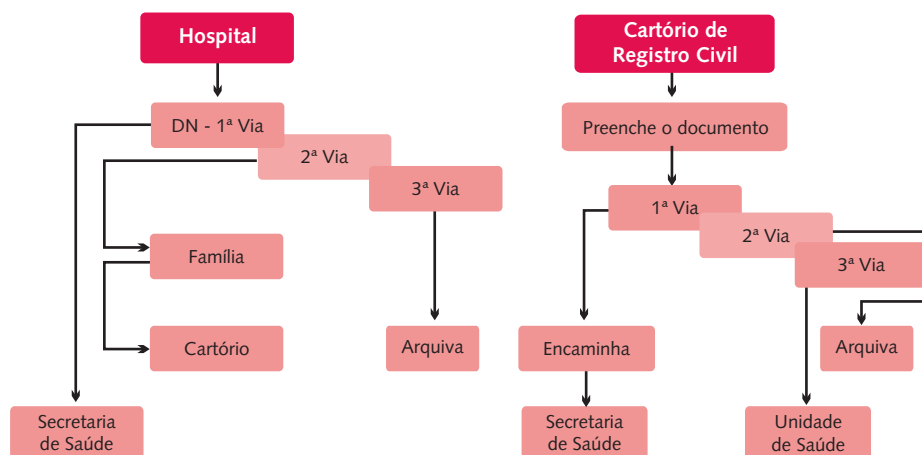 Hospital
DN - 1ª Via
2ª Via
3ª Via
Família
Cartório
Arquiva
Secretaria
de Saúde
Cartório de
Registro Civil
Preenche o documento
1ª Via
2ª Via
3ª Via
Encaminha
Arquiva
Secretaria
de Saúde
Unidade
de Saúde